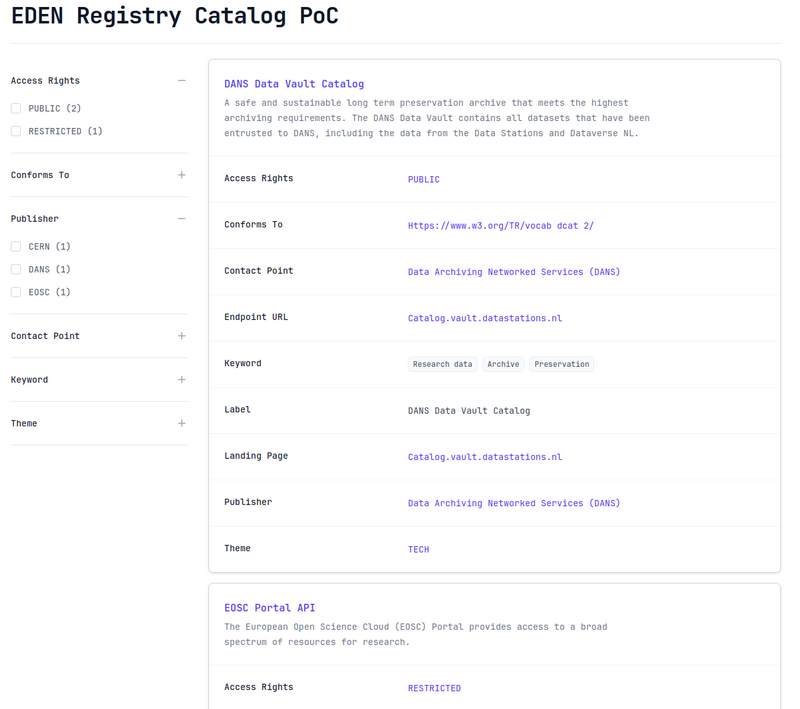 EDEN Registry Catalog PoC
Access Rights
PUBLIC (2)
RESTRICTED (1)
Conforms To
Publisher
CERN (1)
DANS (1)
EOSC (1)
Contact Point
Keyword
Theme
DANS Data Vault Catalog
A safe and sustainable long term preservation archive that meets the highest
archiving requirements. The DANS Data Vault contains all datasets that have been
entrusted to DANS, including the data from the Data Stations and Dataverse NL.
Access Rights PUBLIC
Conforms To Https://www.w3.org/TR/vocab dcat 2/
Contact Point Data Archiving Networked Services (DANS)
Endpoint URL Catalog.vault.datastations.nl
Keyword Research data Archive Preservation
Label DANS Data Vault Catalog
Landing Page Catalog.vault.datastations.nl
Publisher Data Archiving Networked Services (DANS)
Theme TECH
EOSC Portal API
The European Open Science Cloud (EOSC) Portal provides access to a broad
spectrum of resources for research.
Access Rights RESTRICTED